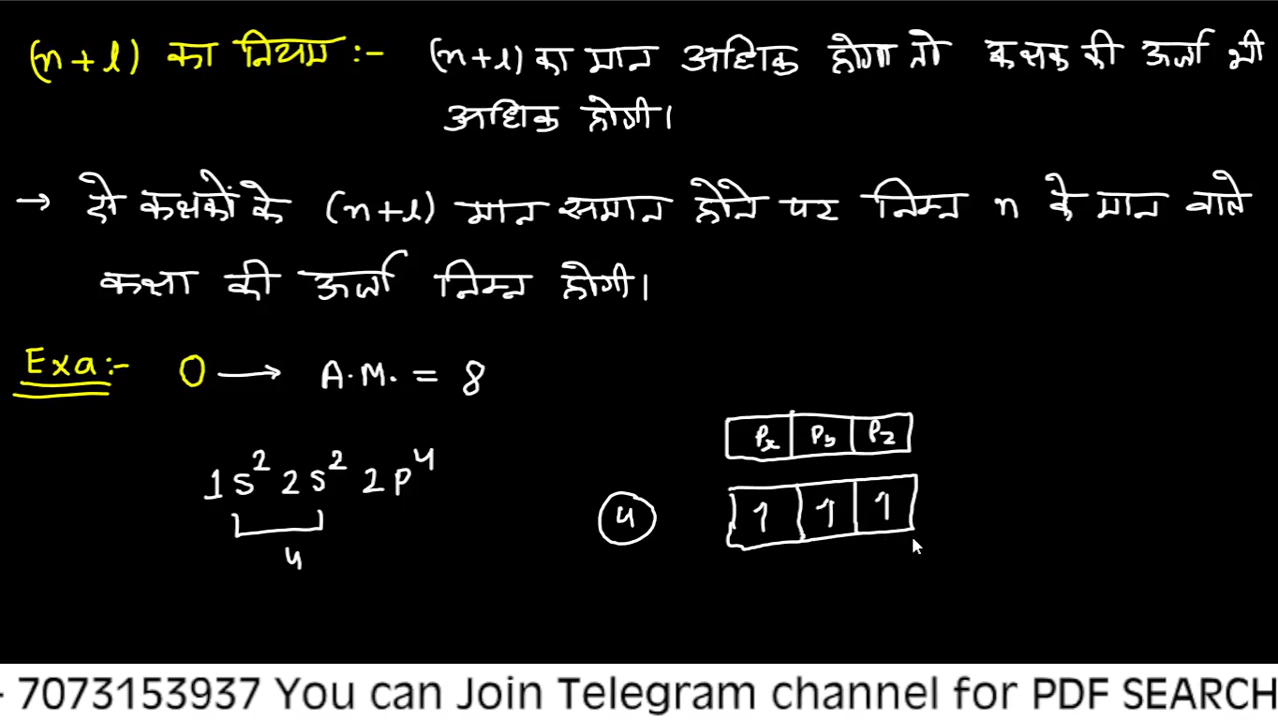 (n+l) का नियम :- (n+l) का मान अधिक होगा तो कक्षक की ऊर्जा भी
अधिक होगी।
→ दो कक्षकों के (n+l) मान समान होने पर निम्न n के मान वाले
कक्षा की ऊर्जा निम्न होगी।
Exa:- O → A.M. = 8
Px Py Pz
1s² 2s² 2p⁴
4 1 1 1
4
- 7073153937 You can Join Telegram channel for PDF SEARCH